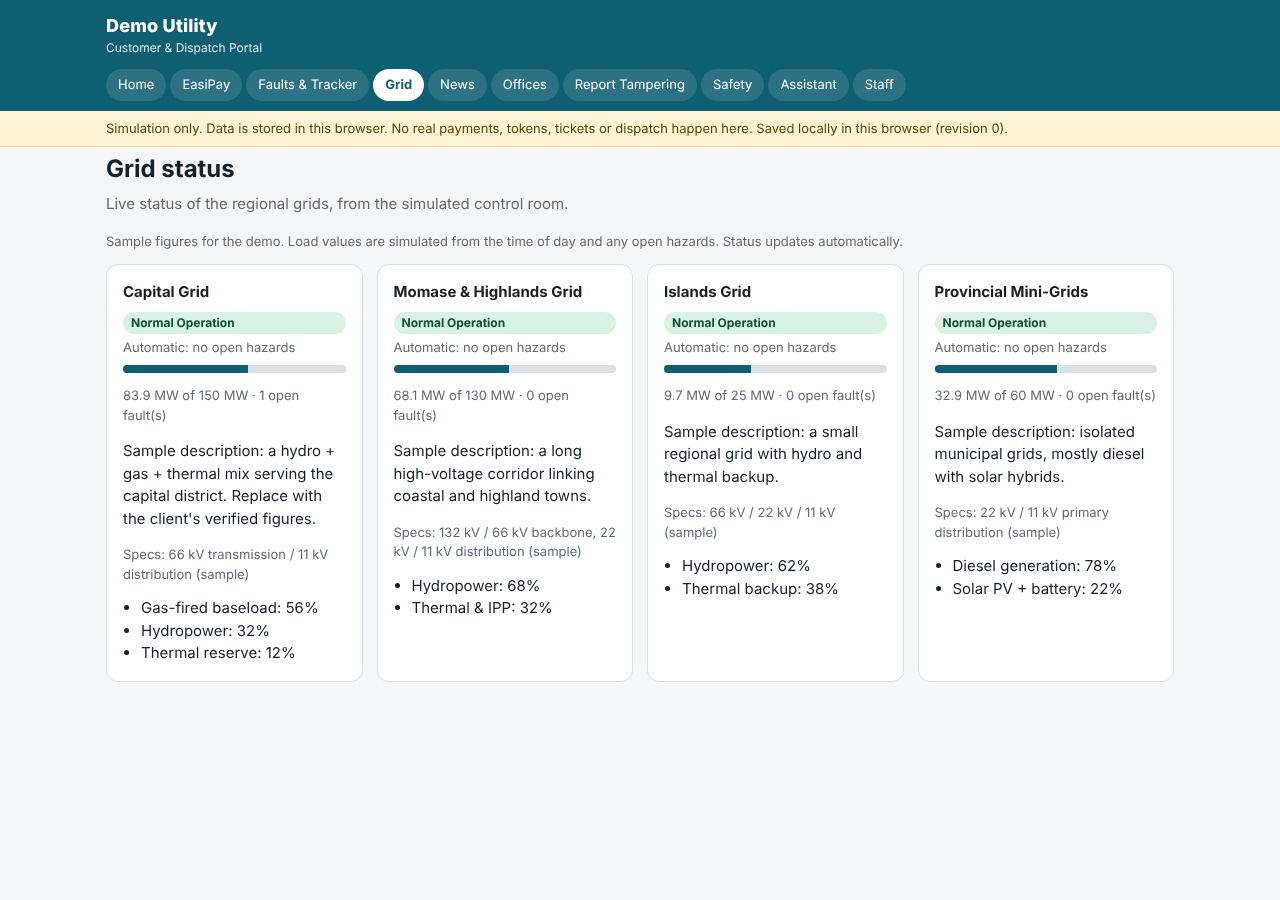 Demo Utility
Customer & Dispatch Portal
Home EasiPay Faults & Tracker Grid News Offices Report Tampering Safety Assistant Staff
Simulation only. Data is stored in this browser. No real payments, tokens, tickets or dispatch happen here. Saved locally in this browser (revision 0).
Grid status
Live status of the regional grids, from the simulated control room.
Sample figures for the demo. Load values are simulated from the time of day and any open hazards. Status updates automatically.
Capital Grid
Normal Operation
Automatic: no open hazards
83.9 MW of 150 MW · 1 open
fault(s)
Sample description: a hydro +
gas + thermal mix serving the
capital district. Replace with
the client's verified figures.
Specs: 66 kV transmission / 11 kV
distribution (sample)
• Gas-fired baseload: 56%
• Hydropower: 32%
• Thermal reserve: 12%
Momase & Highlands Grid
Normal Operation
Automatic: no open hazards
68.1 MW of 130 MW · 0 open
fault(s)
Sample description: a long
high-voltage corridor linking
coastal and highland towns.
Specs: 132 kV / 66 kV backbone, 22
kV / 11 kV distribution (sample)
• Hydropower: 68%
• Thermal & IPP: 32%
Islands Grid
Normal Operation
Automatic: no open hazards
9.7 MW of 25 MW · 0 open fault(s)
Sample description: a small
regional grid with hydro and
thermal backup.
Specs: 66 kV / 22 kV / 11 kV
(sample)
• Hydropower: 62%
• Thermal backup: 38%
Provincial Mini-Grids
Normal Operation
Automatic: no open hazards
32.9 MW of 60 MW · 0 open fault(s)
Sample description: isolated
municipal grids, mostly diesel
with solar hybrids.
Specs: 22 kV / 11 kV primary
distribution (sample)
• Diesel generation: 78%
• Solar PV + battery: 22%